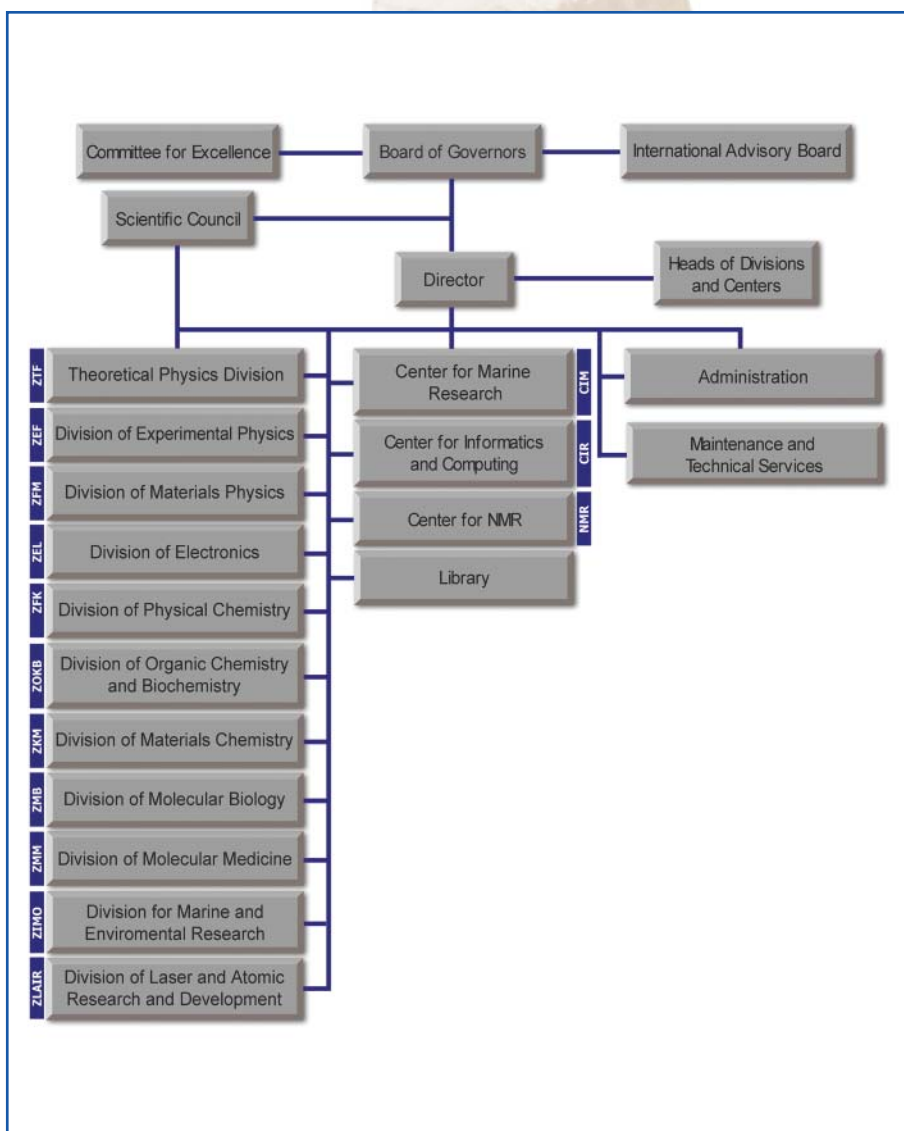 Committee for Excellence
Board of Governors
International Advisory Board
Scientific Council
Director
Heads of Divisions
and Centers
ZTF
Theoretical Physics Division
ZEF
Division of Experimental Physics
ZFM
Division of Materials Physics
ZEL
Division of Electronics
ZFK
Division of Physical Chemistry
ZOKB
Division of Organic Chemistry
and Biochemistry
ZKM
Division of Materials Chemistry
ZMB
Division of Molecular Biology
ZMM
Division of Molecular Medicine
ZIMO
Division for Marine and
Enviromental Research
ZLAIR
Division of Laser and Atomic
Research and Development
Center for Marine
Research
CIM
Center for Informatics
and Computing
CIR
Center for NMR
NMR
Library
Administration
Maintenance and
Technical Services